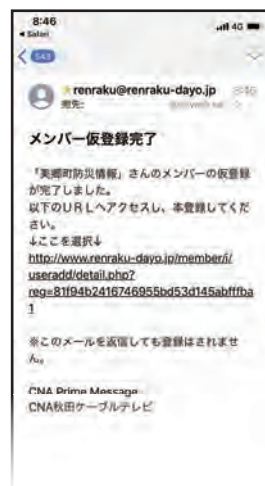 8:46
4G
Safari
543
renraku@renraku-dayo.jp 8:46
宛先:
メンバー仮登録完了
「美郷町防災情報」さんのメンバーの仮登録
が完了しました。
以下のURLへアクセスし、本登録してくだ
さい。
↓ここを選択↓
http://www.renraku-dayo.jp/member/i/
useradd/detail.php?
reg=81f94b2416746955bd53d145abfffba
1
※このメールを返信しても登録はされませ
ん。
CNA Prime Message
CNA秋田ケーブルテレビ